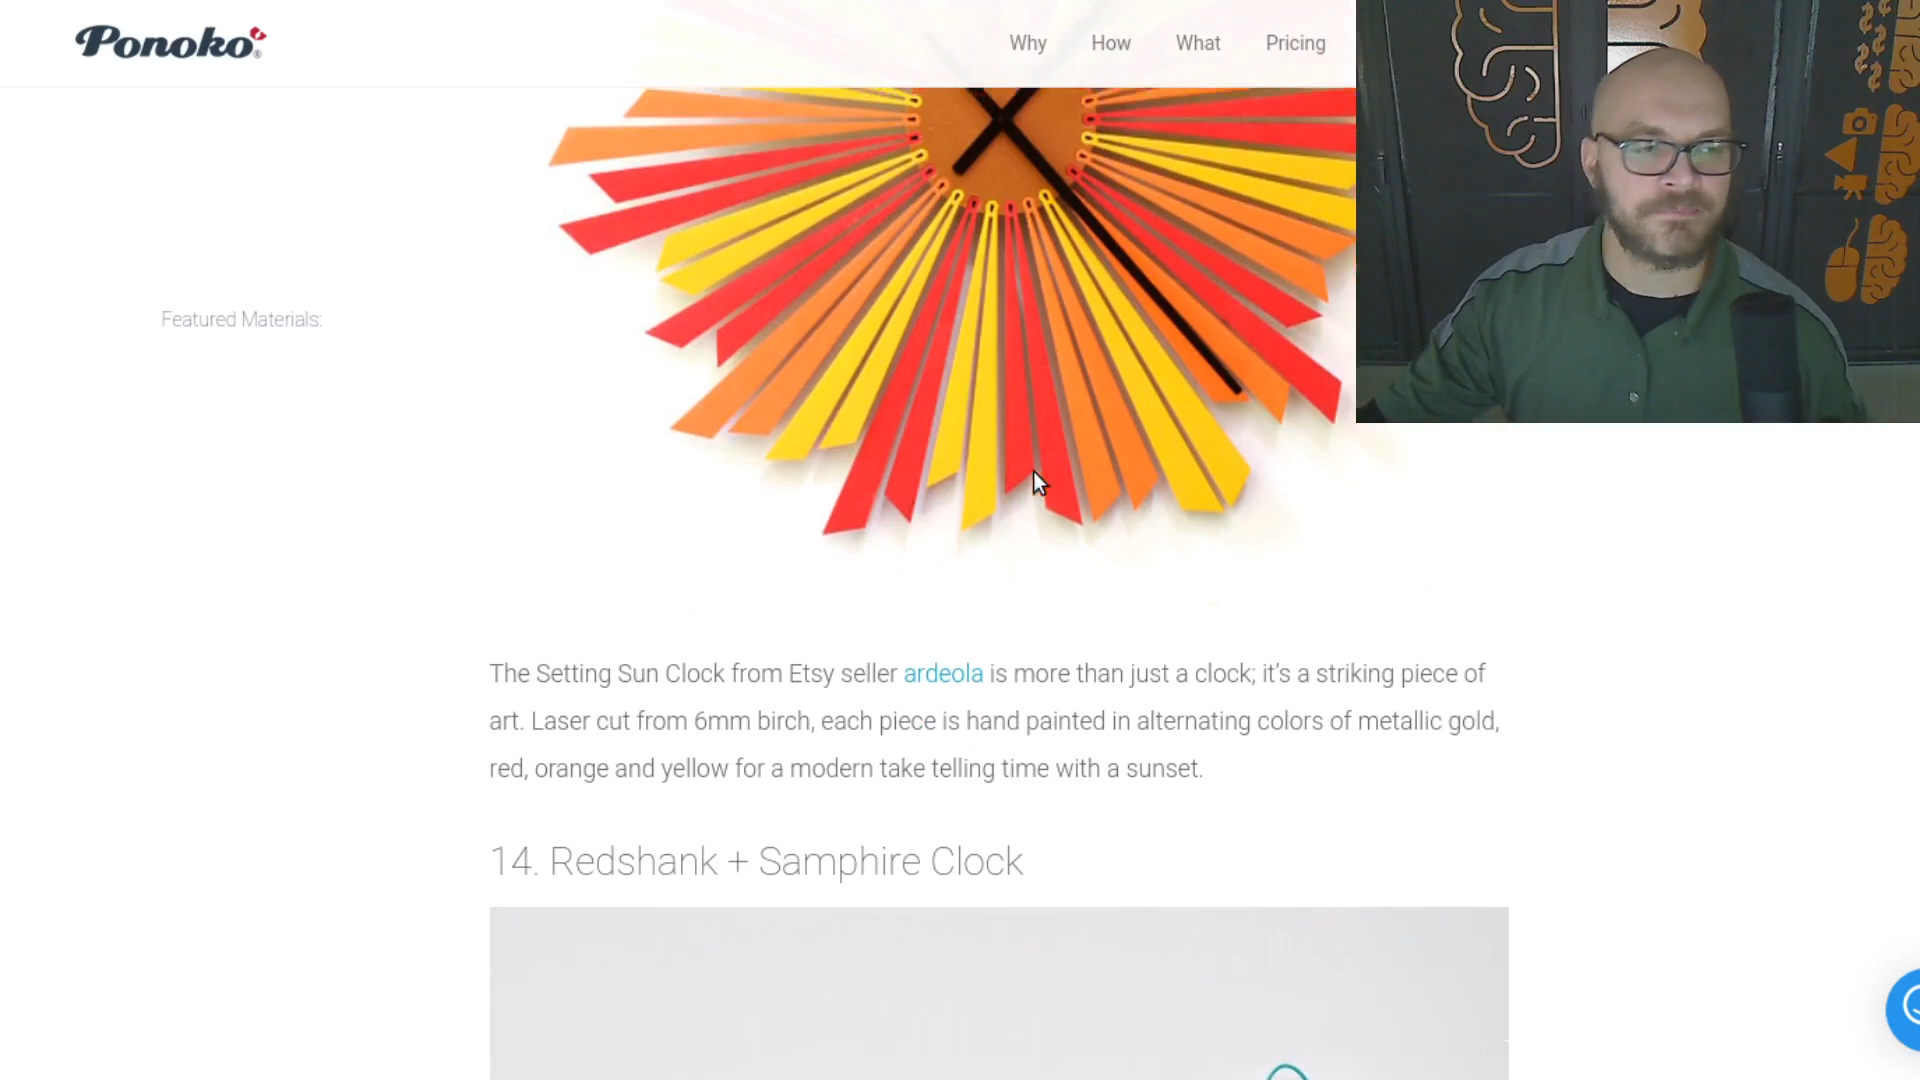 Ponoko
Why How What Pricing
Featured Materials:
The Setting Sun Clock from Etsy seller ardeola is more than just a clock; it’s a striking piece of
art. Laser cut from 6mm birch, each piece is hand painted in alternating colors of metallic gold,
red, orange and yellow for a modern take telling time with a sunset.
14. Redshank + Samphire Clock